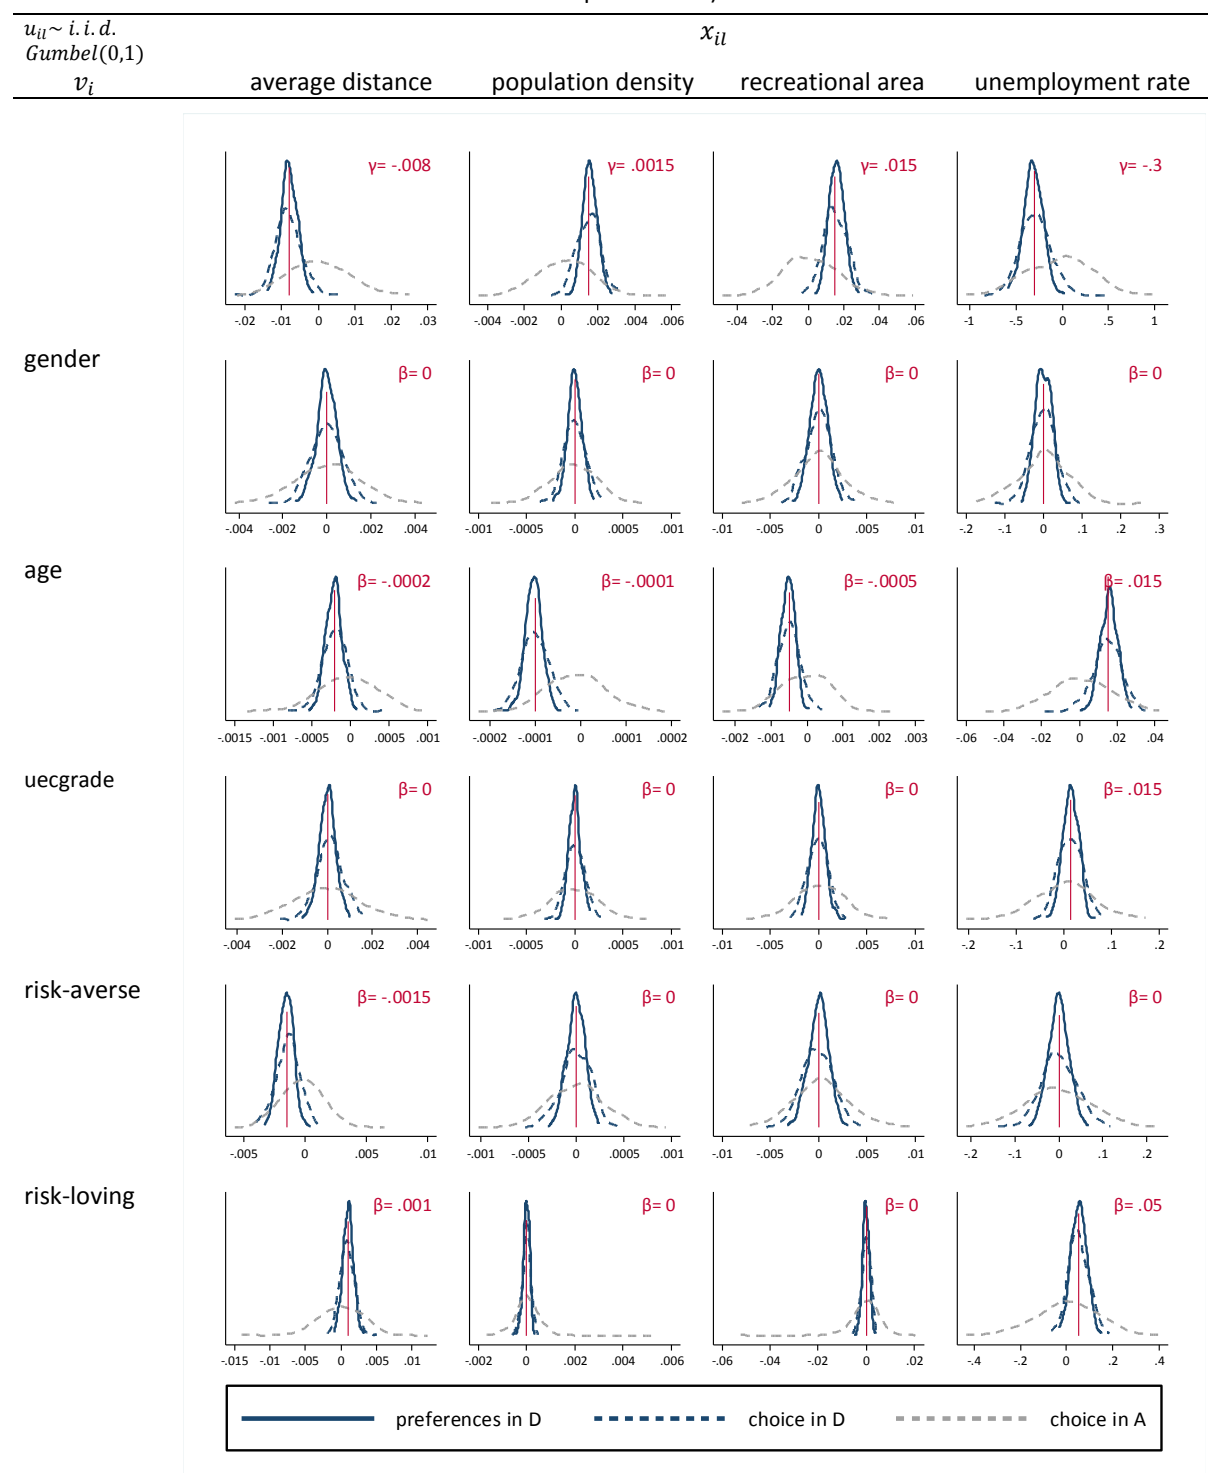 u_il ~ i. i. d.
Gumbel(0,1)
x_il
v_i average distance population density recreational area unemployment rate
γ= -.008 γ= .0015 γ= .015 γ= -.3
-.02 -.01 0 .01 .02 .03 -.004 -.002 0 .002 .004 .006 -.04 -.02 0 .02 .04 .06 -1 -.5 0 .5 1
gender
β= 0 β= 0 β= 0 β= 0
-.004 -.002 0 .002 .004 -.001 -.0005 0 .0005 .001 -.01 -.005 0 .005 .01 -.2 -.1 0 .1 .2 .3
age
β= -.0002 β= -.0001 β= -.0005 β= .015
-.0015 -.001 -.0005 0 .0005 .001 -.0002 -.0001 0 .0001 .0002 -.002 -.001 0 .001 .002 .003 -.06 -.04 -.02 0 .02 .04
uecgrade
β= 0 β= 0 β= 0 β= .015
-.004 -.002 0 .002 .004 -.001 -.0005 0 .0005 .001 -.01 -.005 0 .005 .01 -.2 -.1 0 .1 .2
risk-averse
β= -.0015 β= 0 β= 0 β= 0
-.005 0 .005 .01 -.001 -.0005 0 .0005 .001 -.01 -.005 0 .005 .01 -.2 -.1 0 .1 .2
risk-loving
β= .001 β= 0 β= 0 β= .05
-.015 -.01 -.005 0 .005 .01 -.002 0 .002 .004 .006 -.06 -.04 -.02 0 .02 -.4 -.2 0 .2 .4
preferences in D choice in D choice in A